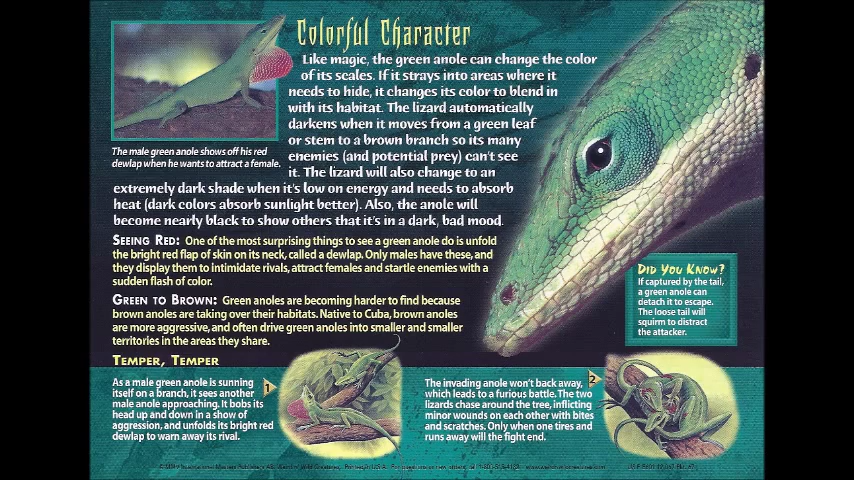 Colorful Character
Like magic, the green anole can change the color
of its scales. If it strays into areas where it
needs to hide, it changes its color to blend in
with its habitat. The lizard automatically
darkens when it moves from a green leaf
or stem to a brown branch so its many
enemies (and potential prey) can't see
it. The lizard will also change to an
extremely dark shade when it's low on energy and needs to absorb
heat (dark colors absorb sunlight better). Also, the anole will
become nearly black to show others that it's in a dark, bad mood.
The male green anole shows off his red
dewlap when he wants to attract a female.
SEEING RED: One of the most surprising things to see a green anole do is unfold
the bright red flap of skin on its neck, called a dewlap. Only males have these, and
they display them to intimidate rivals, attract females and startle enemies with a
sudden flash of color.
GREEN TO BROWN: Green anoles are becoming harder to find because
brown anoles are taking over their habitats. Native to Cuba, brown anoles
are more aggressive, and often drive green anoles into smaller and smaller
territories in the areas they share.
DID YOU KNOW?
If captured by the tail,
a green anole can
detach it to escape.
The loose tail will
squirm to distract
the attacker.
TEMPER, TEMPER
As a male green anole is sunning
itself on a branch, it sees another
male anole approaching. It bobs its
head up and down in a show of
aggression, and unfolds its bright red
dewlap to warn away its rival.
1
The invading anole won't back away,
which leads to a furious battle. The two
lizards chase around the tree, inflicting
minor wounds on each other with bites
and scratches. Only when one tires and
runs away will the fight end.
2